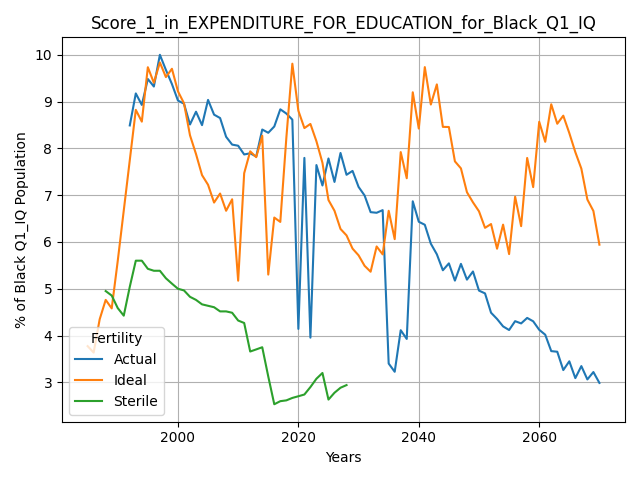 Score_1_in_EXPENDITURE_FOR_EDUCATION_for_Black_Q1_IQ
% of Black Q1_IQ Population
10
9
8
7
6
5
4
3
Fertility
Actual
Ideal
Sterile
2000
2020
2040
2060
Years